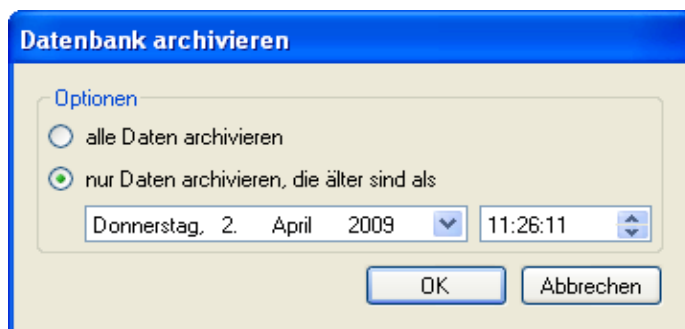 Datenbank archivieren
Optionen
alle Daten archivieren
nur Daten archivieren, die älter sind als
Donnerstag, 2. April 2009 11:26:11
OK Abbrechen